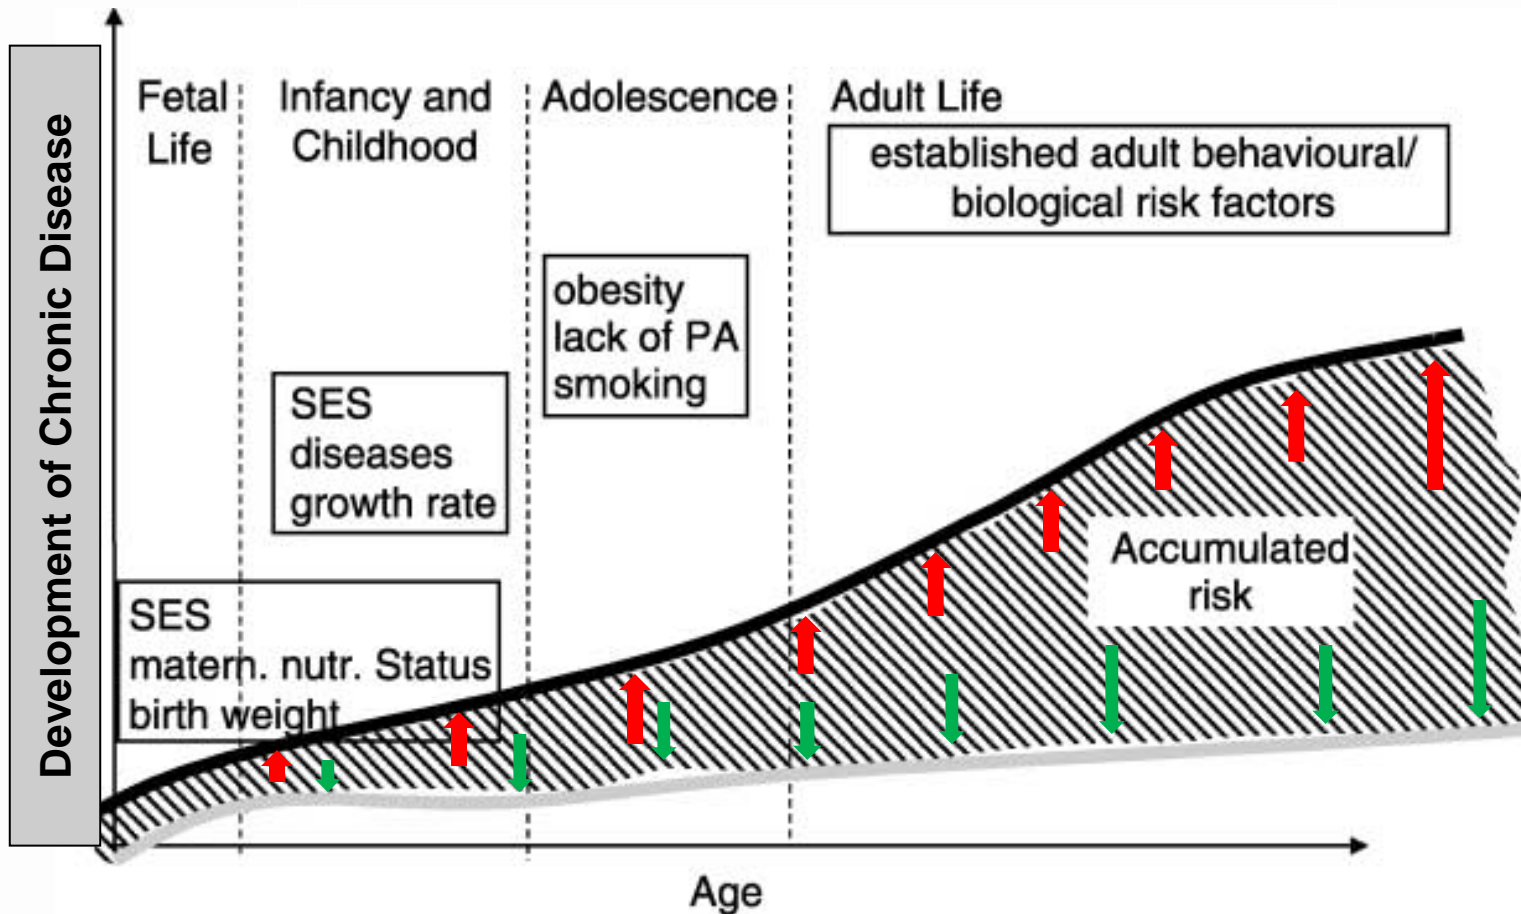 Development of Chronic Disease
Fetal
Life
Infancy and
Childhood
Adolescence
Adult Life
established adult behavioural/
biological risk factors
obesity
lack of PA
smoking
SES
diseases
growth rate
SES
matern. nutr. Status
birth weight
Accumulated
risk
Age